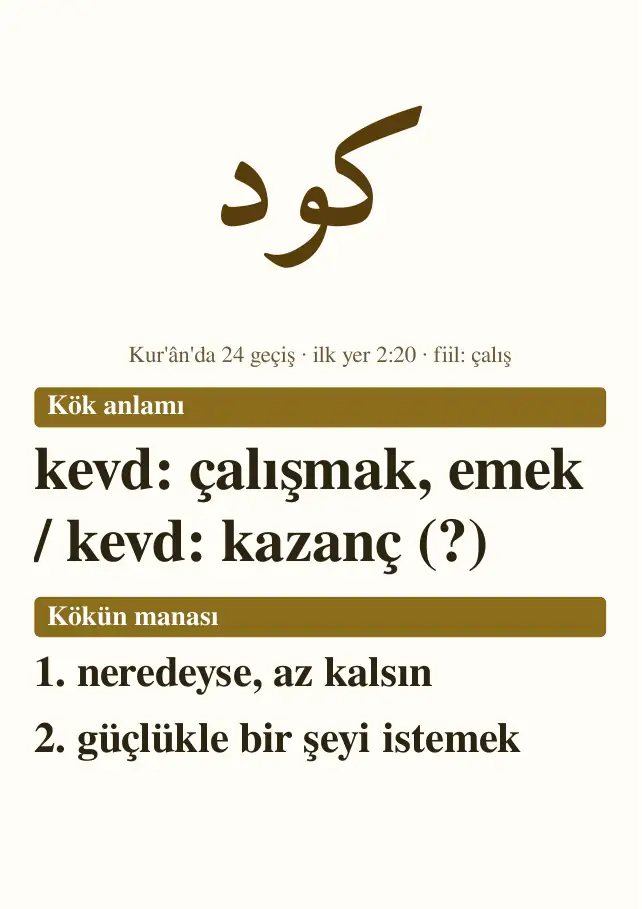 كود
Kur'ân'da 24 geçiş · ilk yer 2:20 · fiil: çalış
Kök anlamı
kevd: çalışmak, emek
/ kevd: kazanç (?)
Kökün manası
1. neredeyse, az kalsın
2. güçlükle bir şeyi istemek